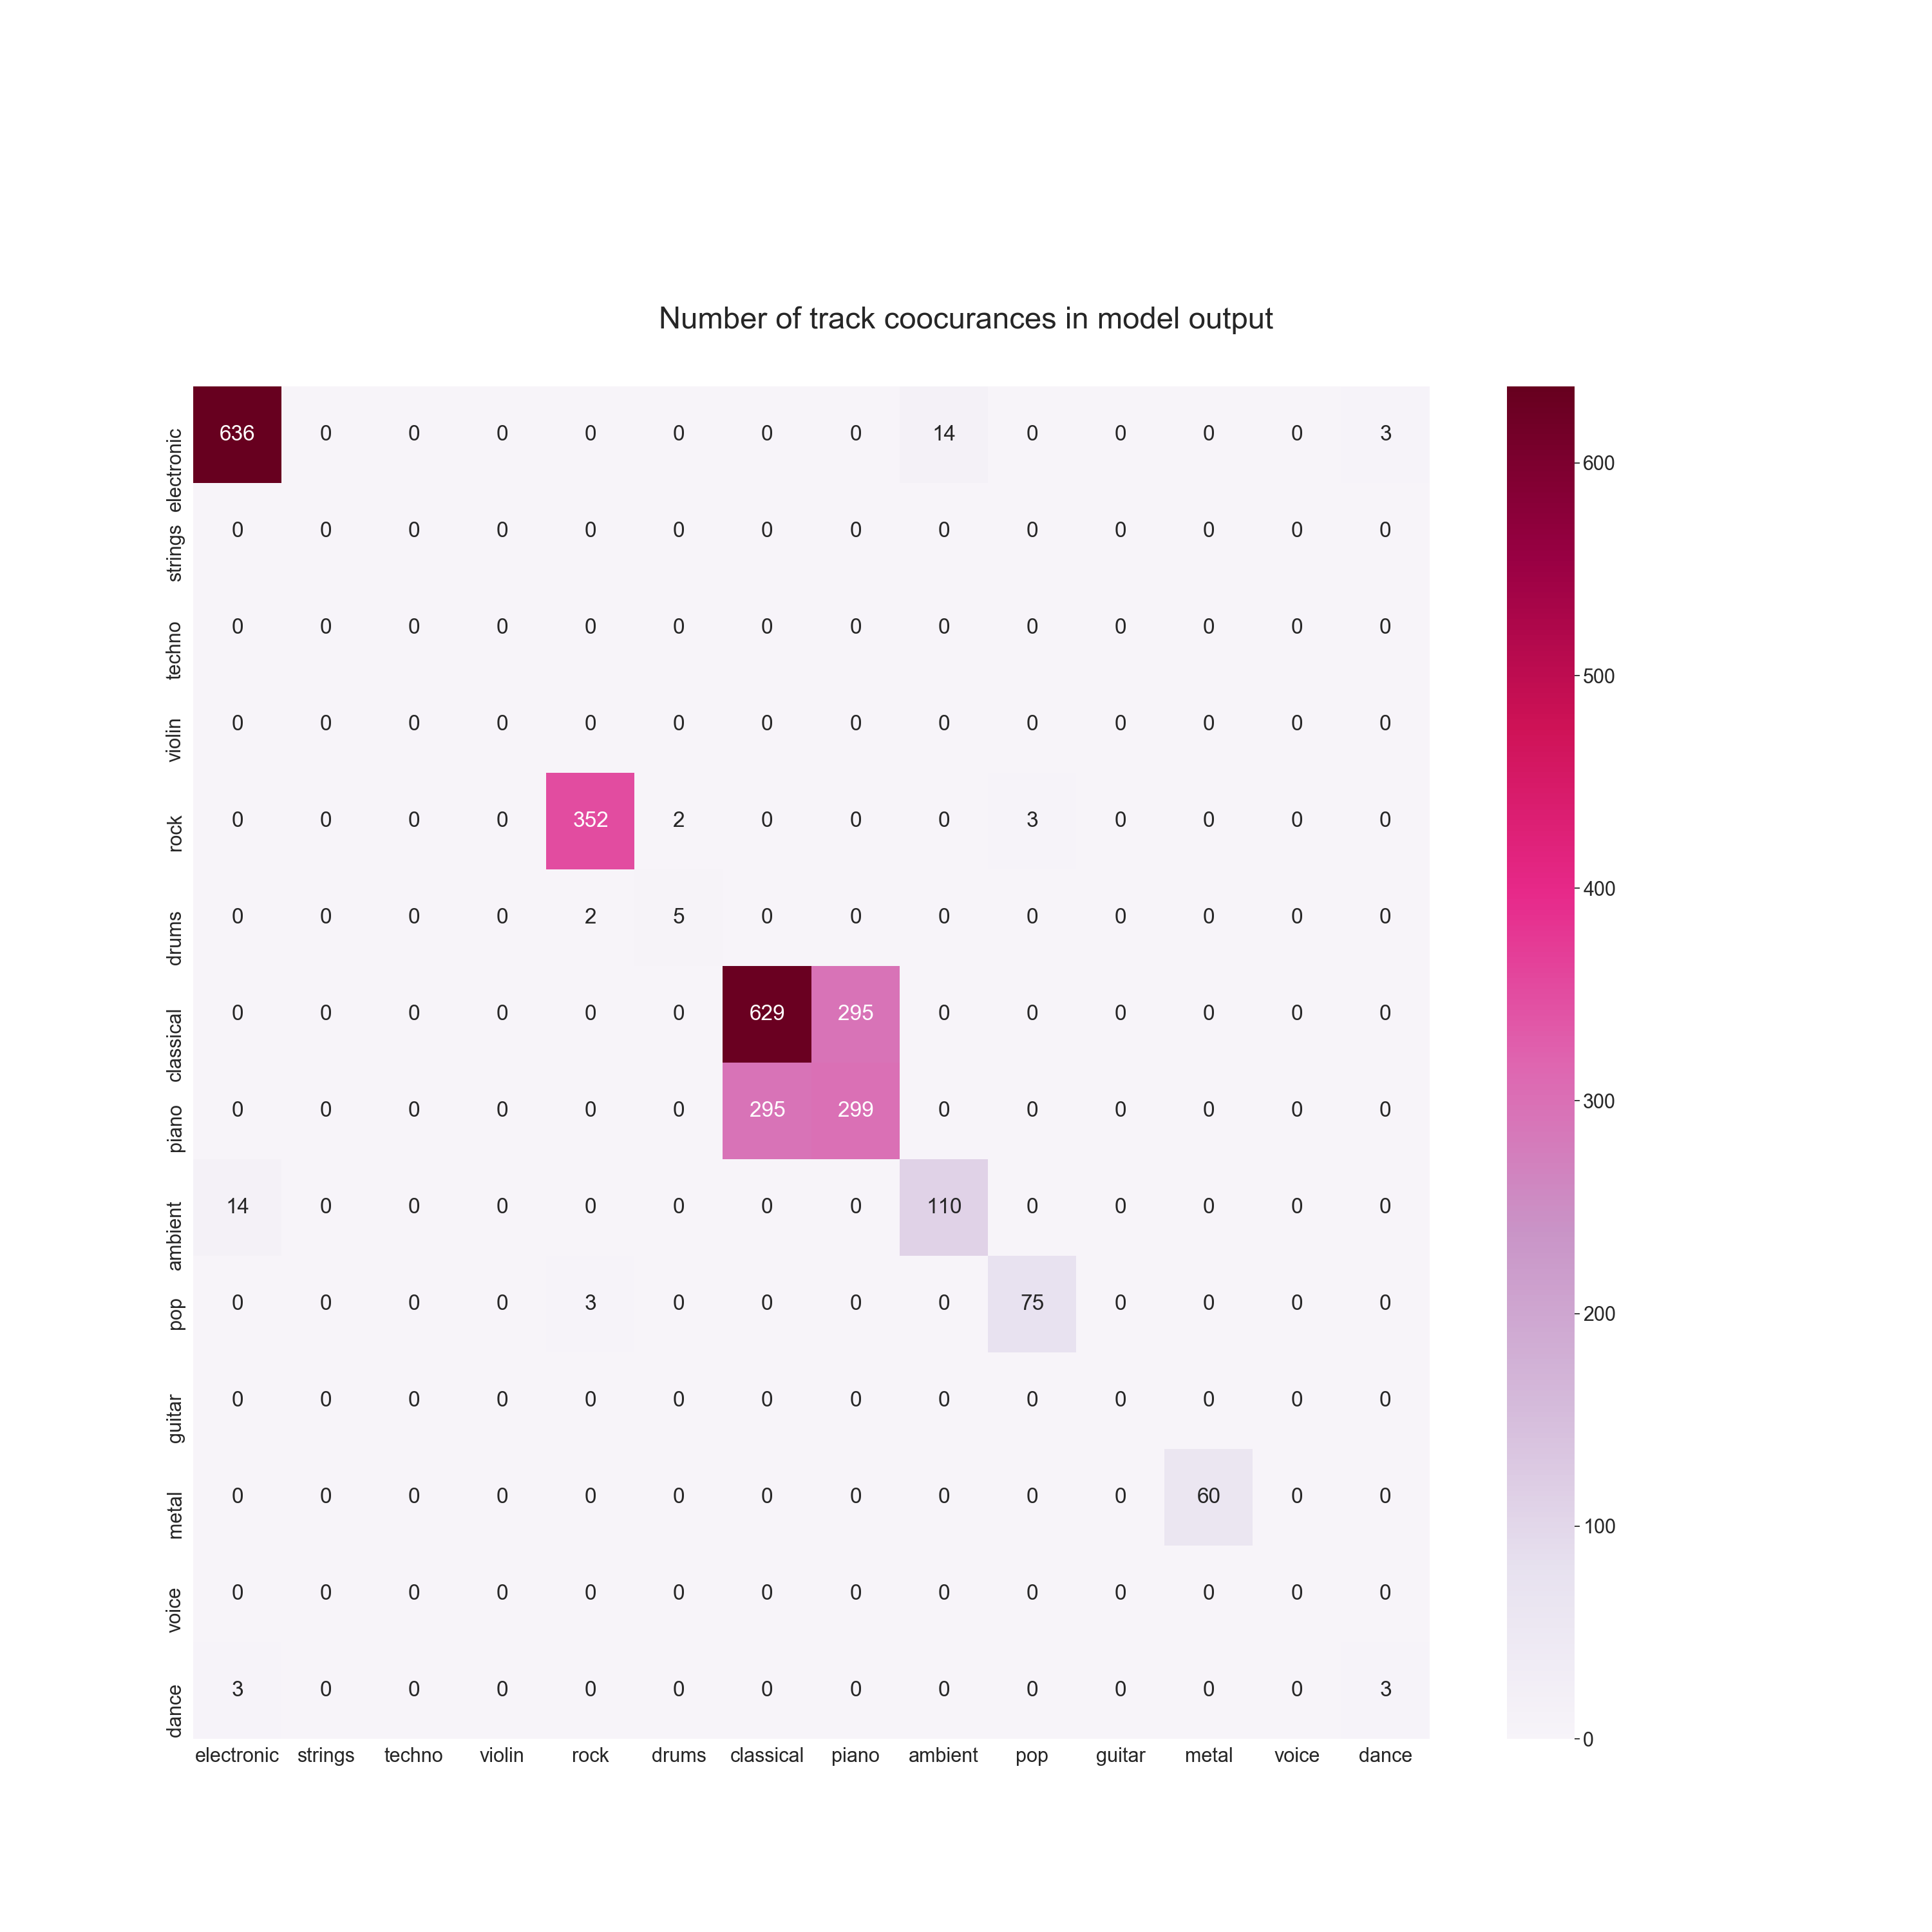 Number of track coocurances in model output
electronic 636 0 0 0 0 0 0 0 14 0 0 0 0 3
strings 0 0 0 0 0 0 0 0 0 0 0 0 0 0
techno 0 0 0 0 0 0 0 0 0 0 0 0 0 0
violin 0 0 0 0 0 0 0 0 0 0 0 0 0 0
rock 0 0 0 0 352 2 0 0 0 3 0 0 0 0
drums 0 0 0 0 2 5 0 0 0 0 0 0 0 0
classical 0 0 0 0 0 0 629 295 0 0 0 0 0 0
piano 0 0 0 0 0 0 295 299 0 0 0 0 0 0
ambient 14 0 0 0 0 0 0 0 110 0 0 0 0 0
pop 0 0 0 0 3 0 0 0 0 75 0 0 0 0
guitar 0 0 0 0 0 0 0 0 0 0 0 0 0 0
metal 0 0 0 0 0 0 0 0 0 0 0 60 0 0
voice 0 0 0 0 0 0 0 0 0 0 0 0 0 0
dance 3 0 0 0 0 0 0 0 0 0 0 0 0 3
electronic strings techno violin rock drums classical piano ambient pop guitar metal voice dance
600
500
400
300
200
100
0